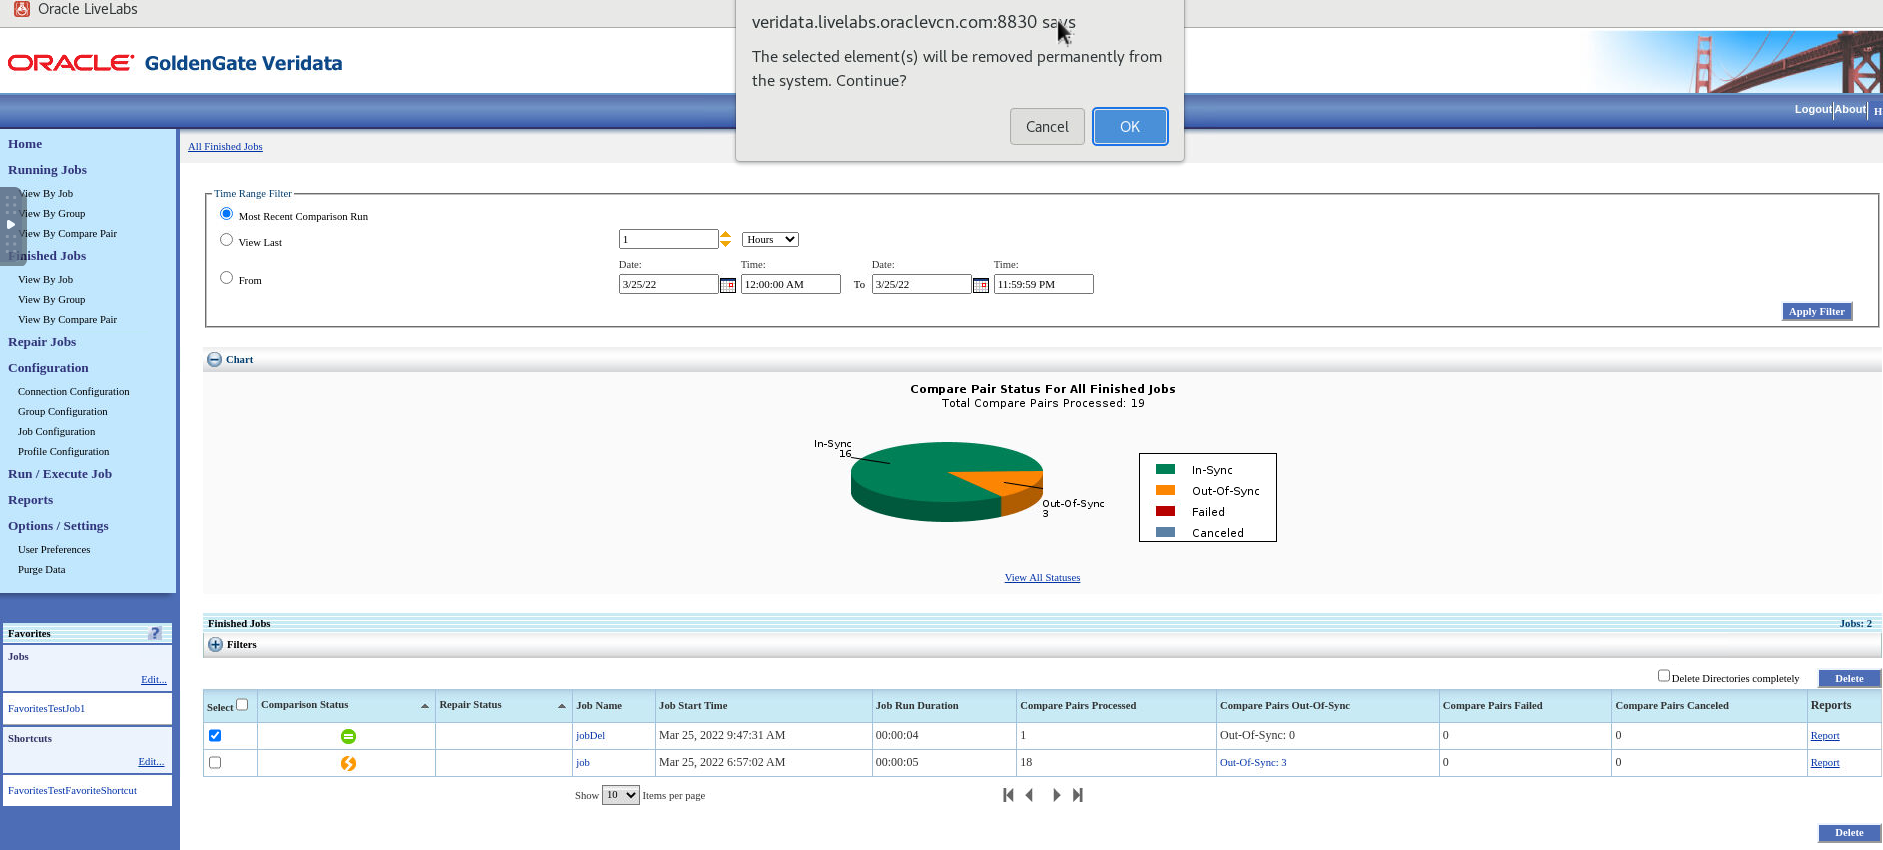 Oracle LiveLabs
veridata.livelabs.oraclevcn.com:8830 says
The selected element(s) will be removed permanently from
the system. Continue?
Cancel OK
ORACLE GoldenGate Veridata
Logout About H
Home
Running Jobs
View By Job
View By Group
View By Compare Pair
Finished Jobs
View By Job
View By Group
View By Compare Pair
Repair Jobs
Configuration
Connection Configuration
Group Configuration
Job Configuration
Profile Configuration
Run / Execute Job
Reports
Options / Settings
User Preferences
Purge Data
Favorites ?
Jobs
Edit...
FavoritesTestJob1
Shortcuts
Edit...
FavoritesTestFavoriteShortcut
All Finished Jobs
Time Range Filter
Most Recent Comparison Run
View Last 1 Hours
Date: Time: Date: Time:
From 3/25/22 12:00:00 AM To 3/25/22 11:59:59 PM
Apply Filter
Chart
Compare Pair Status For All Finished Jobs
Total Compare Pairs Processed: 19
In-Sync
16
Out-Of-Sync
3
In-Sync
Out-Of-Sync
Failed
Canceled
View All Statuses
Finished Jobs Jobs: 2
Filters
Delete Directories completely Delete
Select Comparison Status Repair Status Job Name Job Start Time Job Run Duration Compare Pairs Processed Compare Pairs Out-Of-Sync Compare Pairs Failed Compare Pairs Canceled Reports
jobDel Mar 25, 2022 9:47:31 AM 00:00:04 1 Out-Of-Sync: 0 0 0 Report
job Mar 25, 2022 6:57:02 AM 00:00:05 18 Out-Of-Sync: 3 0 0 Report
Show 10 Items per page
Delete